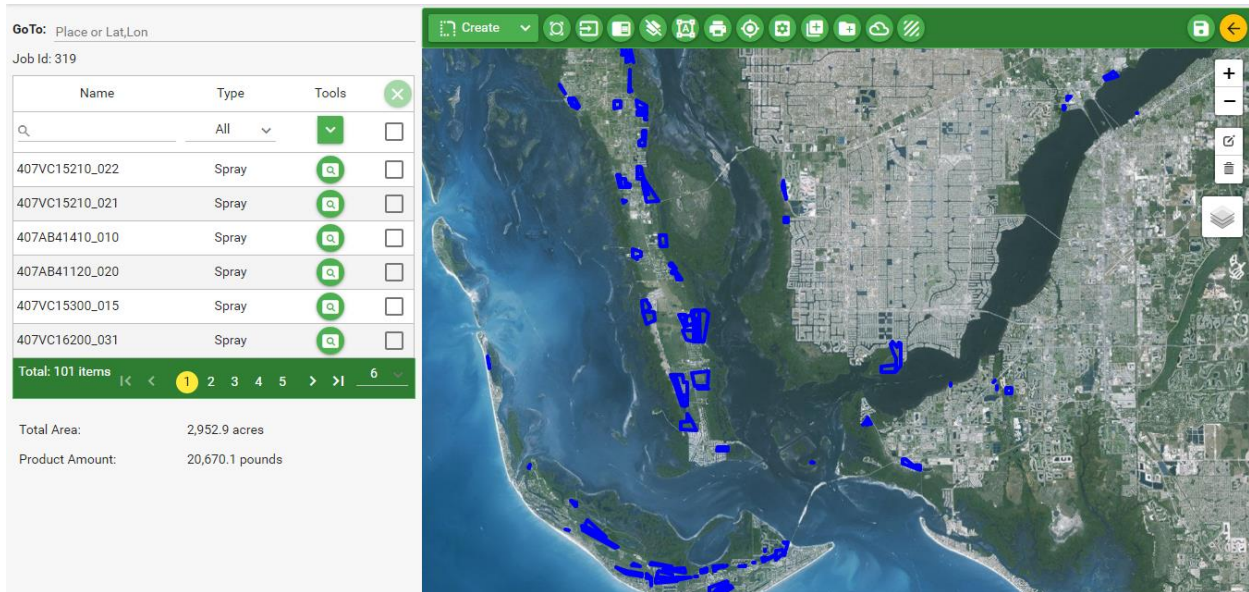 GoTo: Place or Lat,Lon
Create
Job Id: 319
Name Type Tools
All
407VC15210_022 Spray
407VC15210_021 Spray
407AB41410_010 Spray
407AB41120_020 Spray
407VC15300_015 Spray
407VC16200_031 Spray
Total: 101 items 1 2 3 4 5 6
Total Area: 2,952.9 acres
Product Amount: 20,670.1 pounds